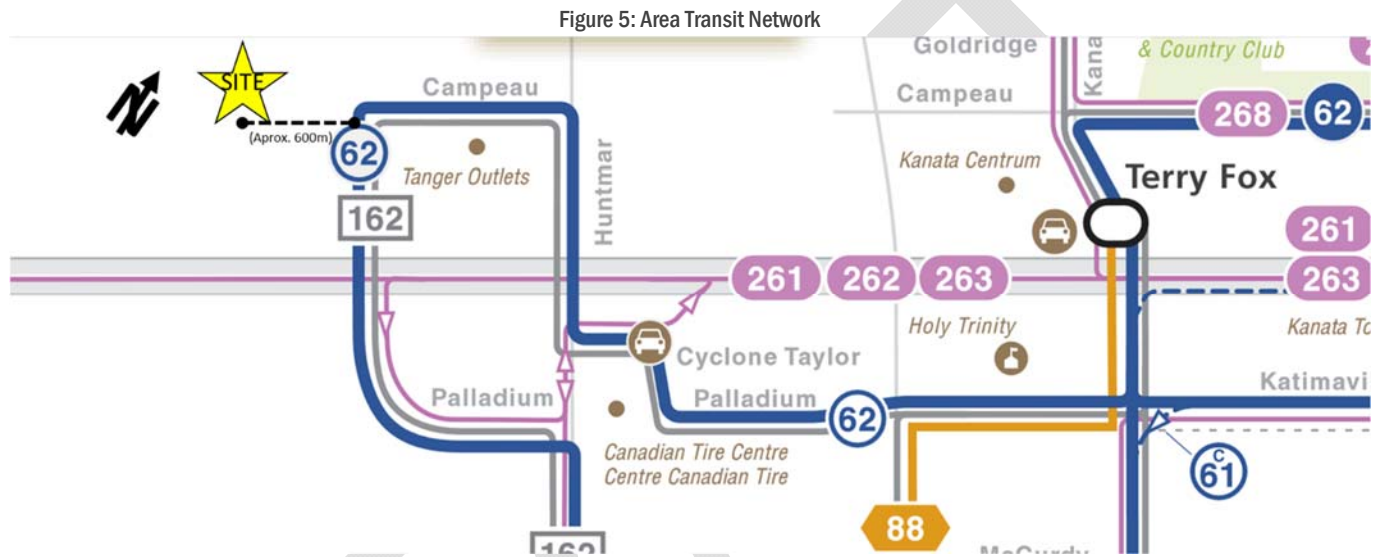 Figure 5: Area Transit Network
Goldridge
Kana
& Country Club
SITE
Campeau
Campeau
268
62
N
(Aprox. 600m)
62
Tanger Outlets
Huntmar
Kanata Centrum
Terry Fox
162
261
261
262
263
263
Holy Trinity
Kanata Tc
Cyclone Taylor
Palladium
Palladium
Katimavi
62
Canadian Tire Centre
Centre Canadian Tire
C
61
88
162
McCurdy